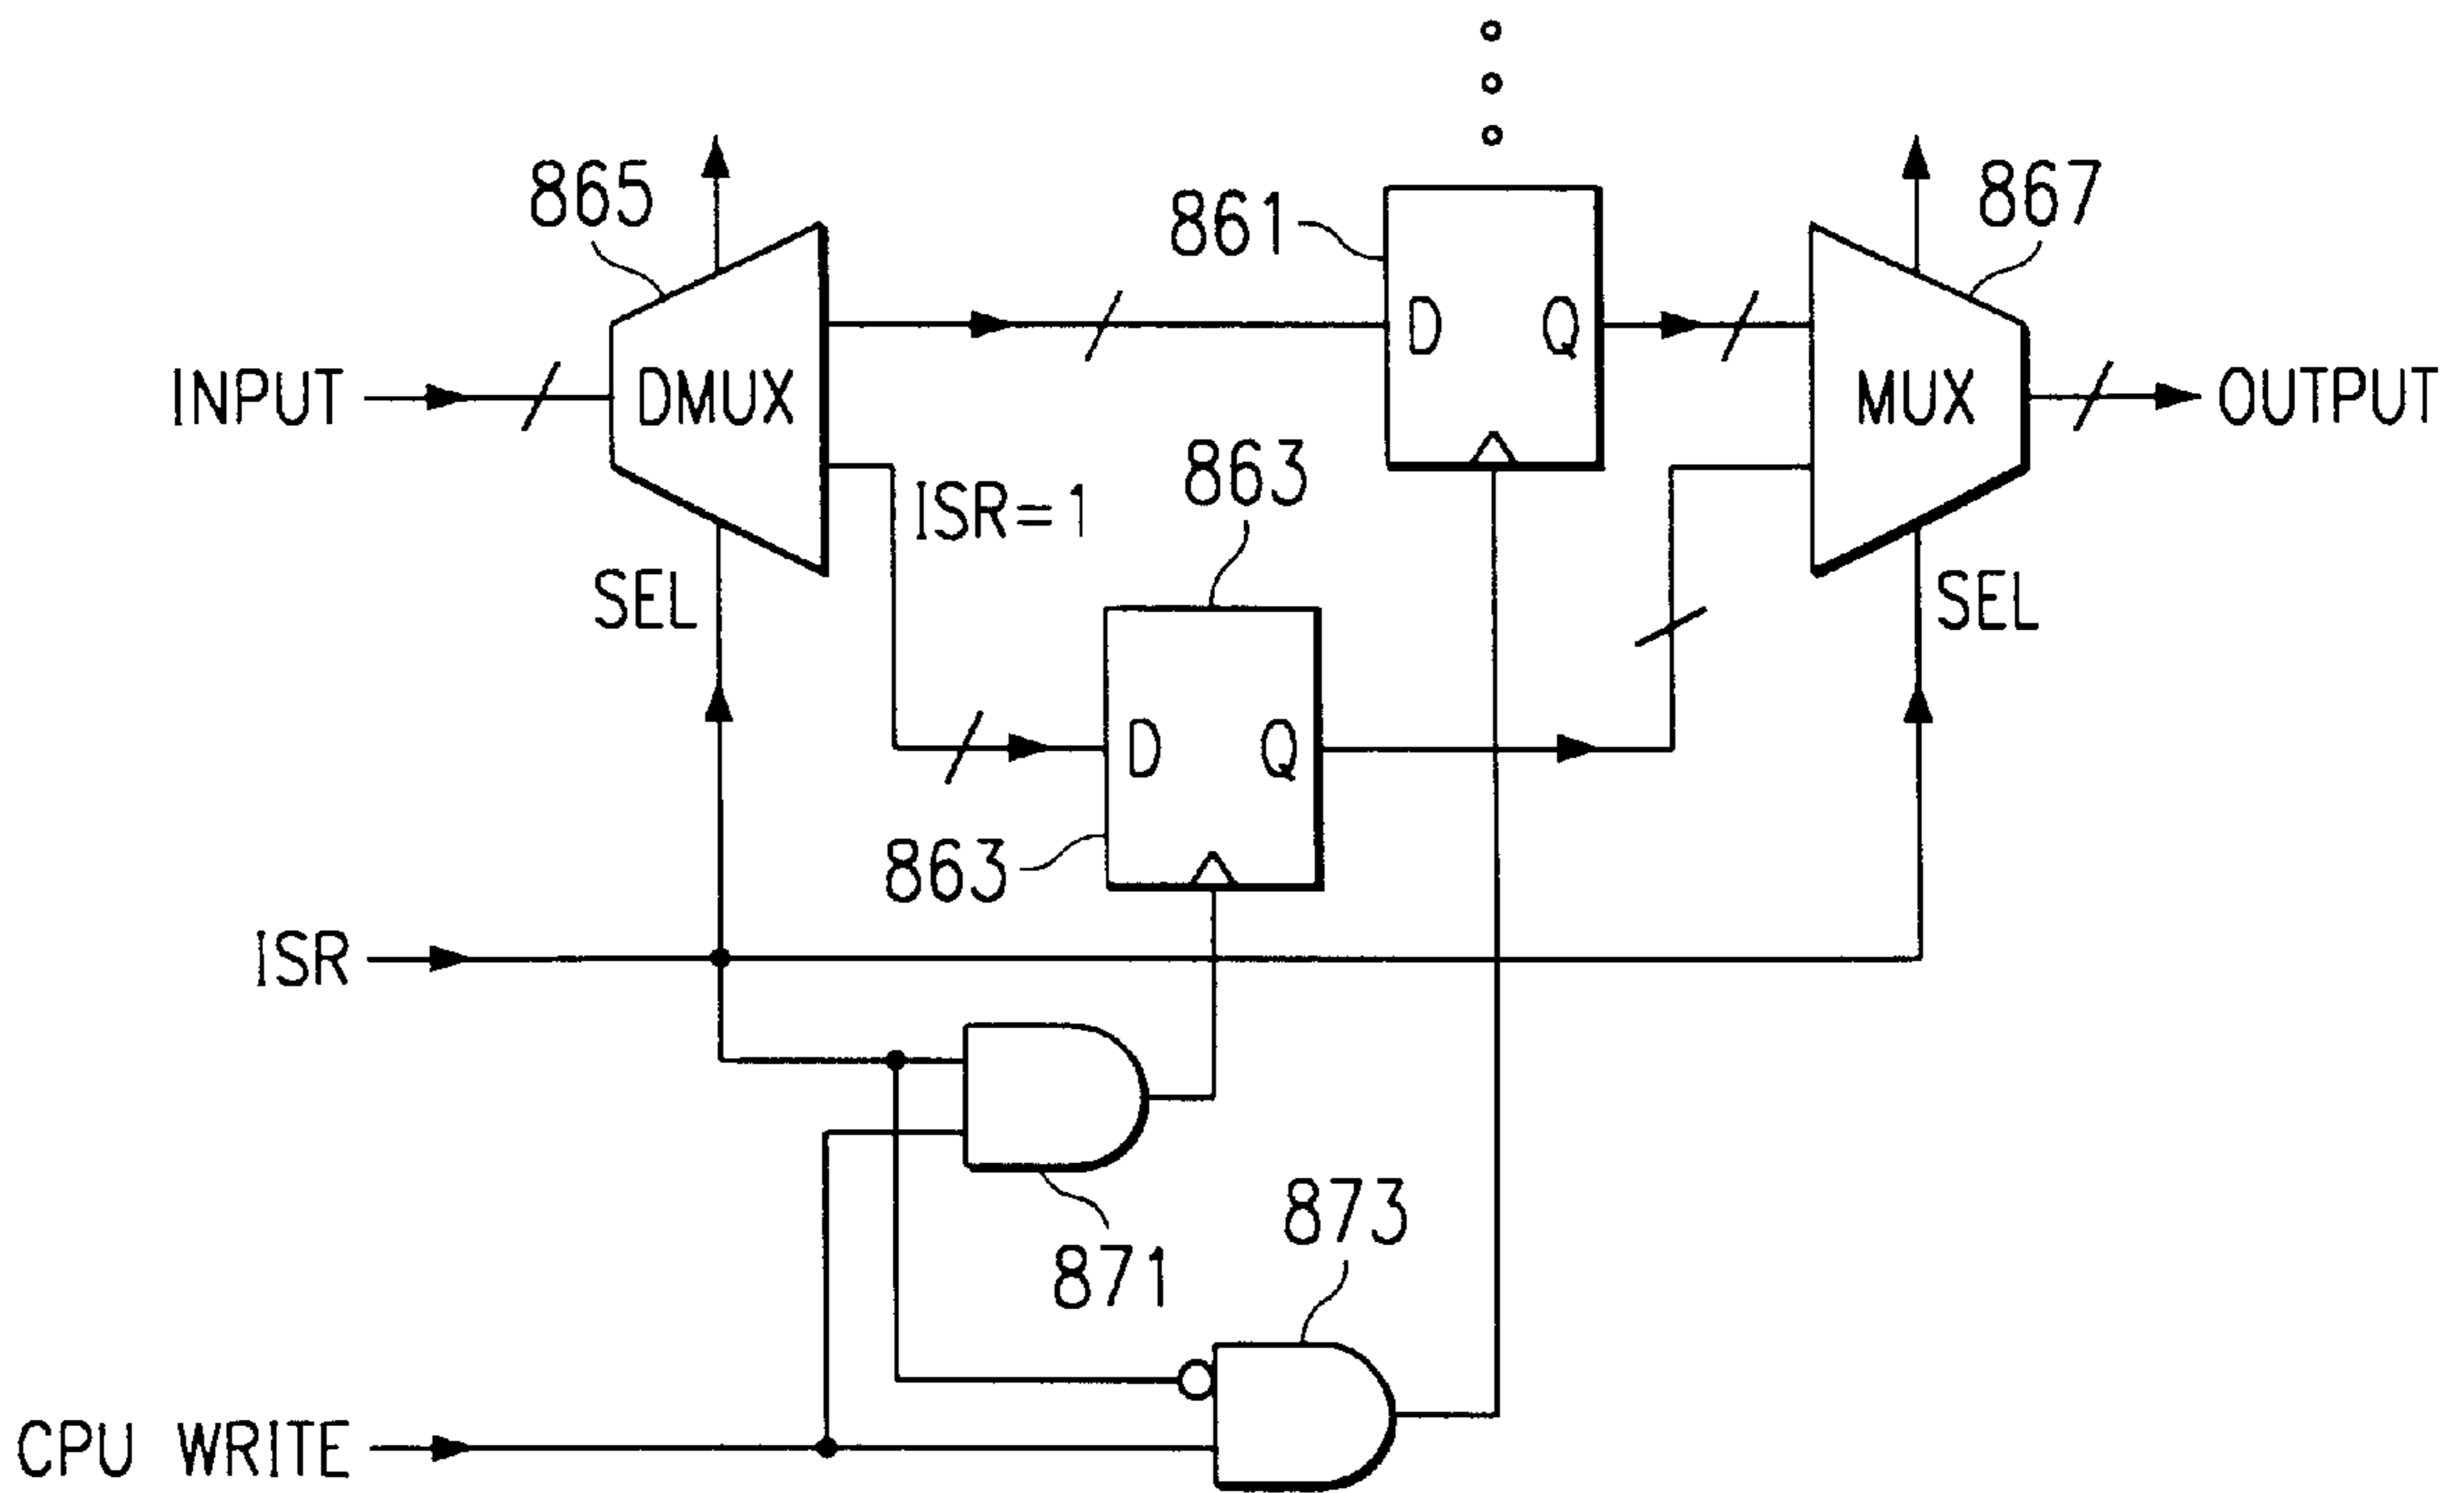 865
867
861
D
Q
INPUT
DMUX
MUX
OUTPUT
863
ISR=1
SEL
SEL
D
Q
863
ISR
871
873
CPU WRITE